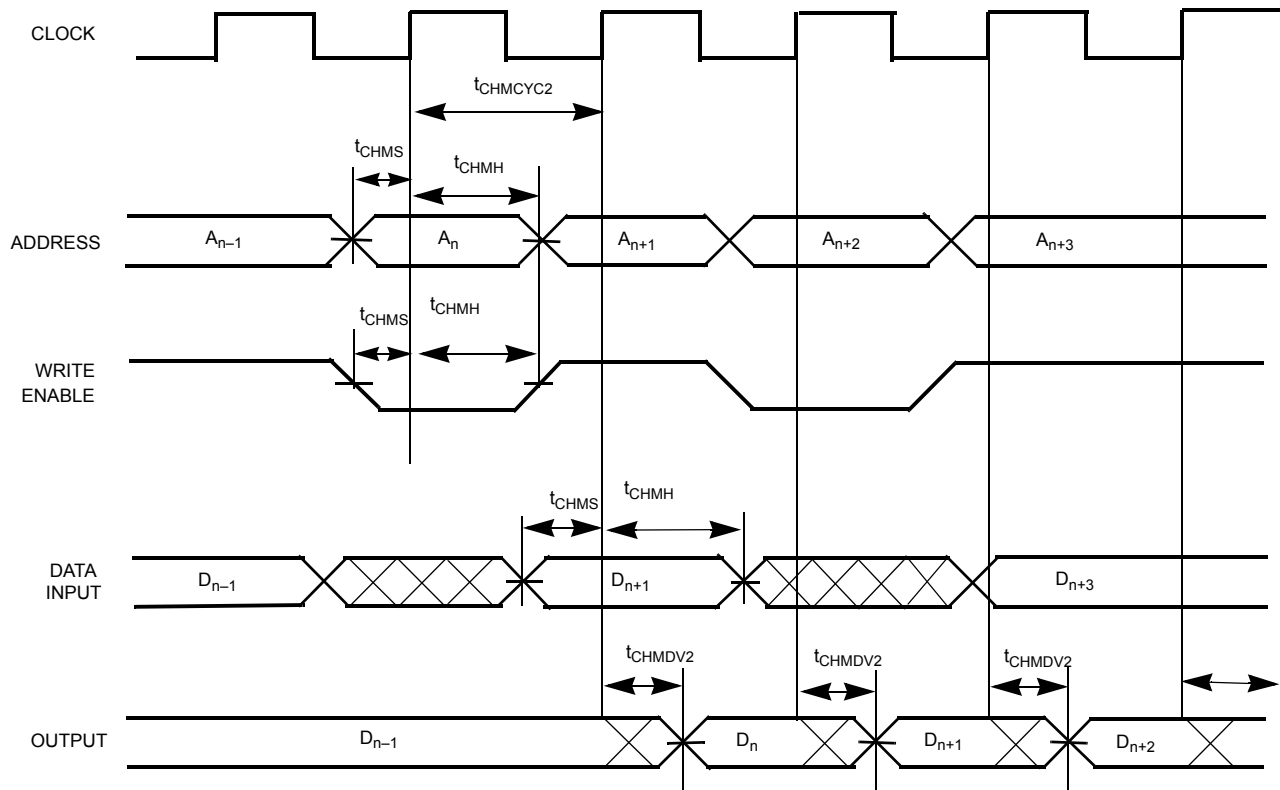 CLOCK
tCHMCYC2
tCHMS
tCHMH
ADDRESS
An–1
An
An+1
An+2
An+3
tCHMS
tCHMH
WRITE
ENABLE
tCHMS
tCHMH
DATA
INPUT
Dn–1
Dn+1
Dn+3
tCHMDV2
tCHMDV2
tCHMDV2
OUTPUT
Dn–1
Dn
Dn+1
Dn+2